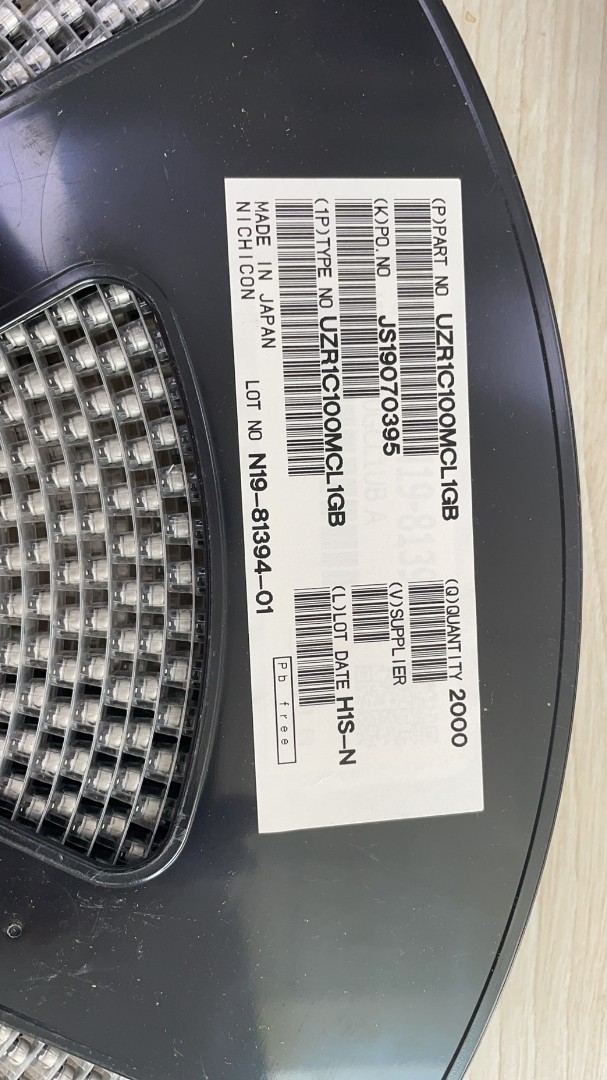 (P)PART NO UZR1C100MCL1GB
(Q)QUANTITY 2000
(K)PO.NO JS19070395
(V)SUPPLIER
(1P)TYPE NO UZR1C100MCL1GB
(L)LOT DATE H1S-N
MADE IN JAPAN
NICHICON
LOT NO N19-81394-01
Pb free